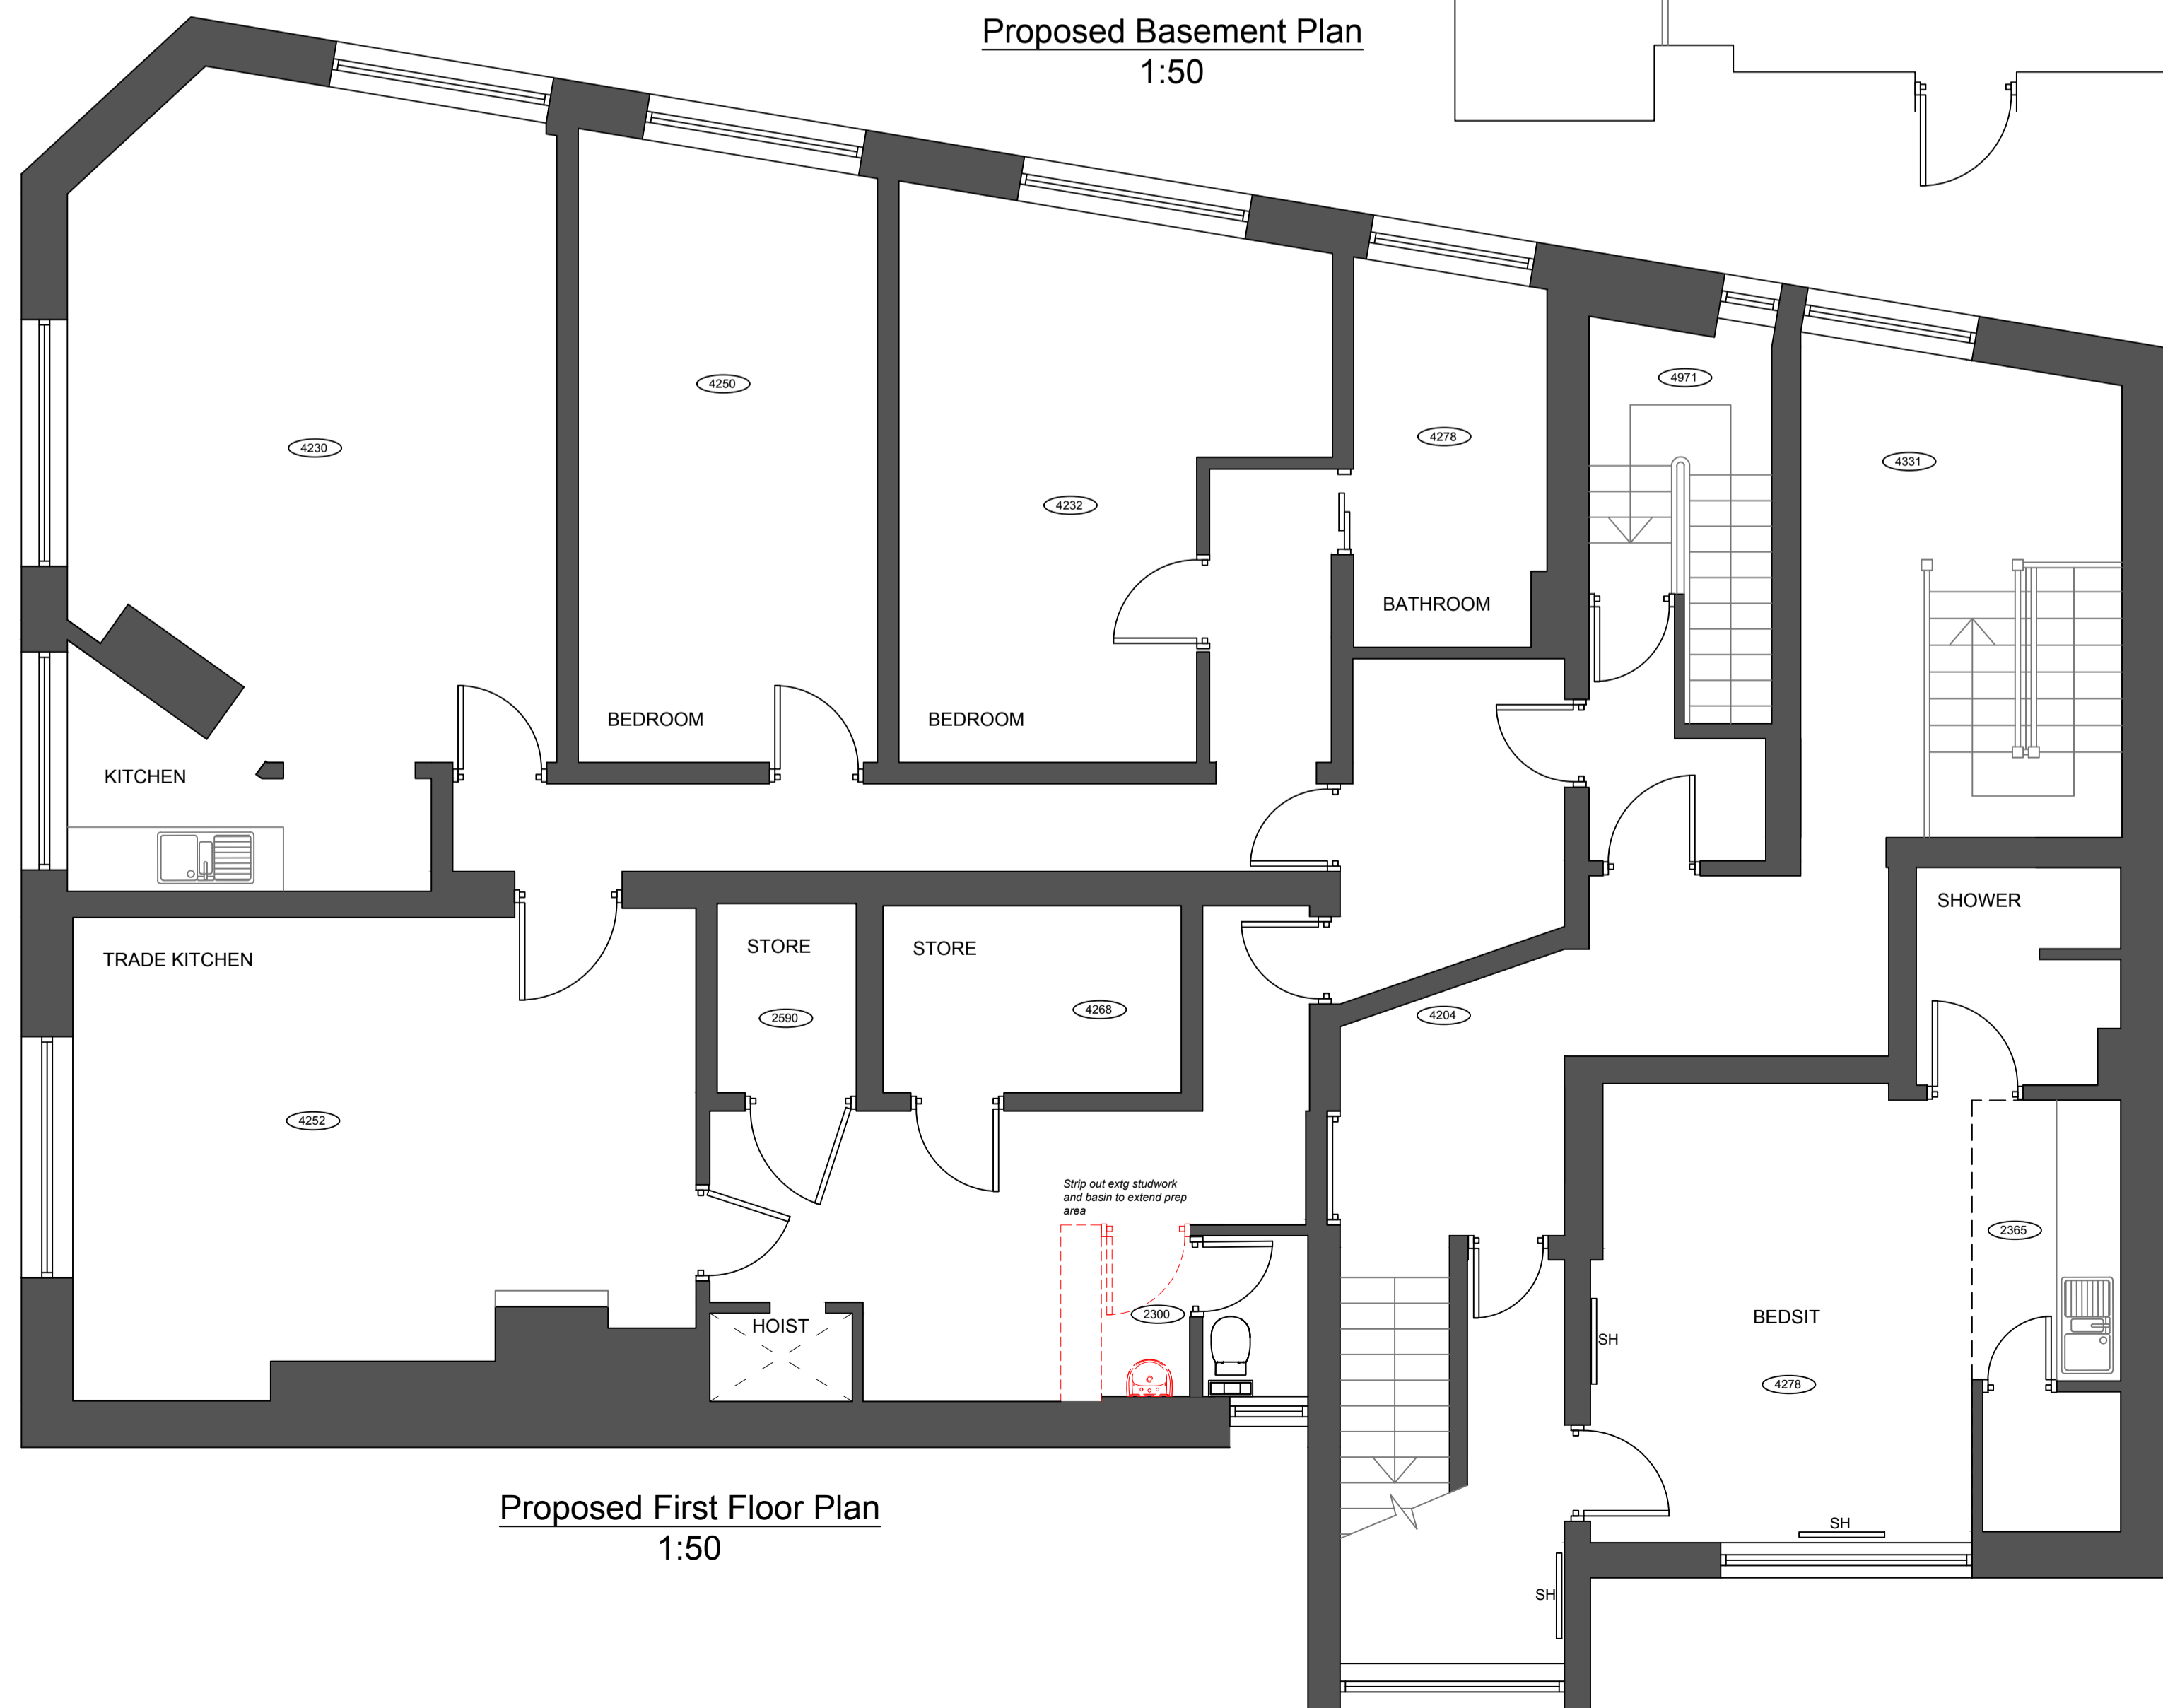 Proposed Basement Plan
1:50
4971
4250
4278
4230
4331
4232
BATHROOM
BEDROOM
BEDROOM
KITCHEN
SHOWER
STORE
STORE
TRADE KITCHEN
2590
4268
4204
4252
Strip out extg studwork
and basin to extend prep
area
2365
2300
HOIST
BEDSIT
SH
4278
Proposed First Floor Plan
1:50
SH
SH